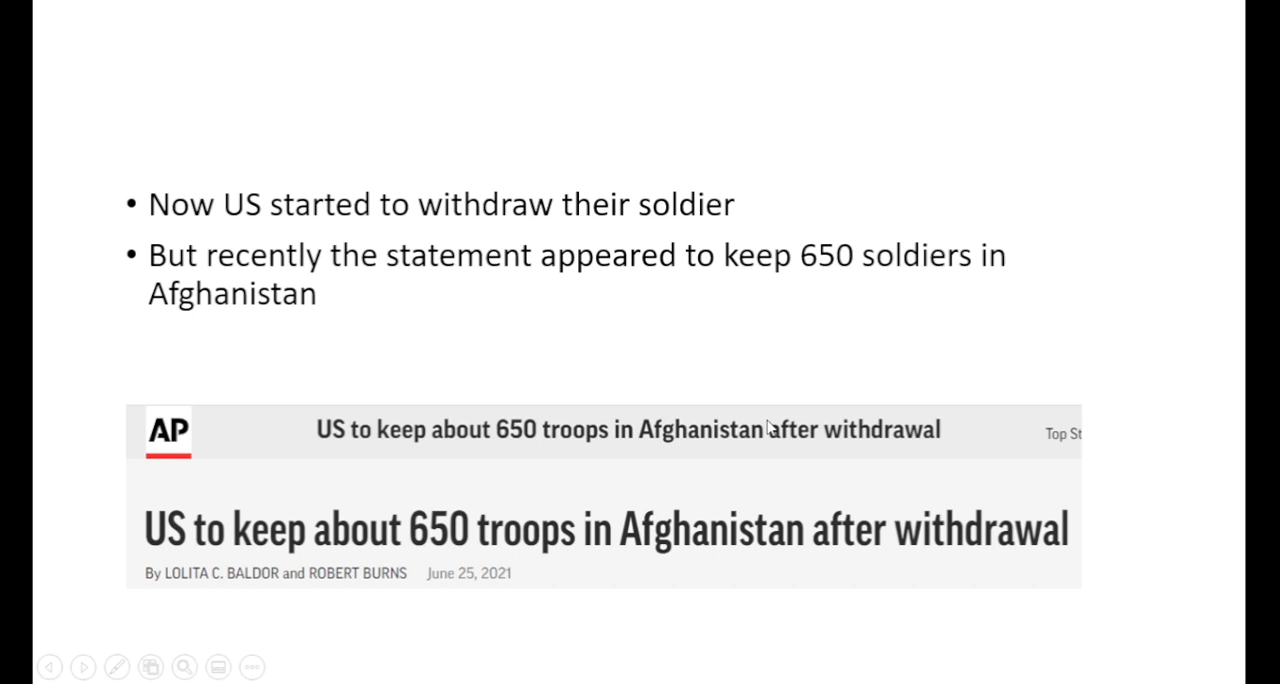 • Now US started to withdraw their soldier
• But recently the statement appeared to keep 650 soldiers in
Afghanistan
AP
US to keep about 650 troops in Afghanistan after withdrawal
Top St
US to keep about 650 troops in Afghanistan after withdrawal
By LOLITA C. BALDOR and ROBERT BURNS June 25, 2021